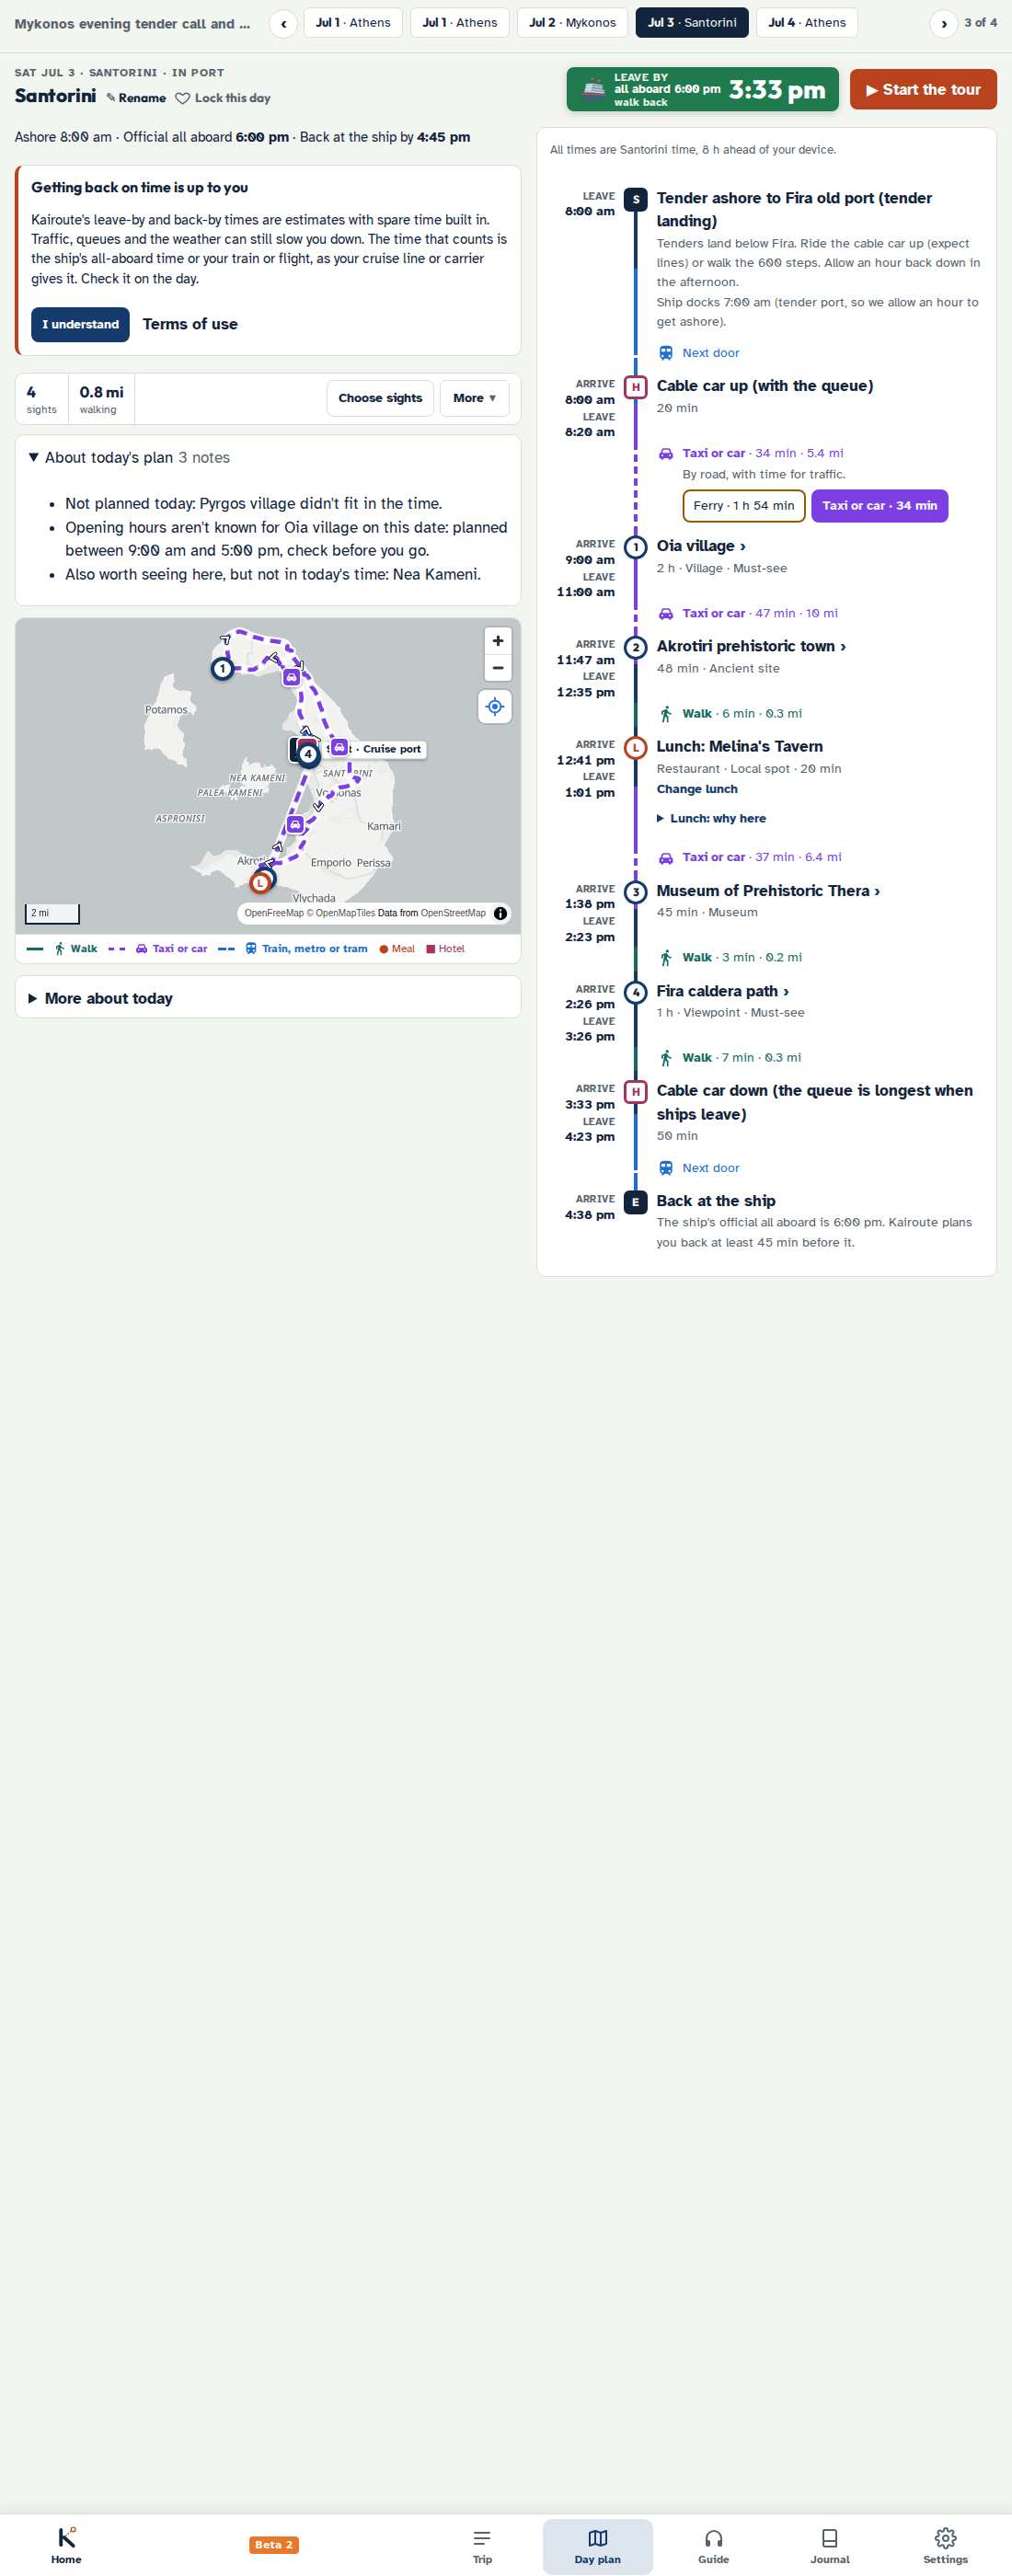 Mykonos evening tender call and ...
‹
Jul 1 · Athens
Jul 1 · Athens
Jul 2 · Mykonos
Jul 3 · Santorini
Jul 4 · Athens
›
3 of 4
SAT JUL 3 · SANTORINI · IN PORT
Santorini
✎ Rename
Lock this day
LEAVE BY
all aboard 6:00 pm
walk back
3:33 pm
▶ Start the tour
Ashore 8:00 am · Official all aboard 6:00 pm · Back at the ship by 4:45 pm
Getting back on time is up to you
Kairoute's leave-by and back-by times are estimates with spare time built in.
Traffic, queues and the weather can still slow you down. The time that counts is
the ship's all-aboard time or your train or flight, as your cruise line or carrier
gives it. Check it on the day.
I understand
Terms of use
4
sights
0.8 mi
walking
Choose sights
More ▼
▼ About today's plan 3 notes
• Not planned today: Pyrgos village didn't fit in the time.
• Opening hours aren't known for Oia village on this date: planned
between 9:00 am and 5:00 pm, check before you go.
• Also worth seeing here, but not in today's time: Nea Kameni.
1
Potamos
4
· Cruise port
NEA KAMENI
PALEA KAMENI
ASPRONISI
Kamari
Emporio
Perissa
L
Vlychada
+
−
2 mi
OpenFreeMap © OpenMapTiles Data from OpenStreetMap
Walk
Taxi or car
Train, metro or tram
Meal
Hotel
▶ More about today
All times are Santorini time, 8 h ahead of your device.
LEAVE
8:00 am
S
Tender ashore to Fira old port (tender
landing)
Tenders land below Fira. Ride the cable car up (expect
lines) or walk the 600 steps. Allow an hour back down in
the afternoon.
Ship docks 7:00 am (tender port, so we allow an hour to
get ashore).
Next door
ARRIVE
8:00 am
LEAVE
8:20 am
H
Cable car up (with the queue)
20 min
Taxi or car · 34 min · 5.4 mi
By road, with time for traffic.
Ferry · 1 h 54 min
Taxi or car · 34 min
ARRIVE
9:00 am
LEAVE
11:00 am
1
Oia village ›
2 h · Village · Must-see
Taxi or car · 47 min · 10 mi
ARRIVE
11:47 am
LEAVE
12:35 pm
2
Akrotiri prehistoric town ›
48 min · Ancient site
Walk · 6 min · 0.3 mi
ARRIVE
12:41 pm
LEAVE
1:01 pm
L
Lunch: Melina's Tavern
Restaurant · Local spot · 20 min
Change lunch
▶ Lunch: why here
Taxi or car · 37 min · 6.4 mi
ARRIVE
1:38 pm
LEAVE
2:23 pm
3
Museum of Prehistoric Thera ›
45 min · Museum
Walk · 3 min · 0.2 mi
ARRIVE
2:26 pm
LEAVE
3:26 pm
4
Fira caldera path ›
1 h · Viewpoint · Must-see
Walk · 7 min · 0.3 mi
ARRIVE
3:33 pm
LEAVE
4:23 pm
H
Cable car down (the queue is longest when
ships leave)
50 min
Next door
ARRIVE
4:38 pm
E
Back at the ship
The ship's official all aboard is 6:00 pm. Kairoute plans
you back at least 45 min before it.
Home
Beta 2
Trip
Day plan
Guide
Journal
Settings